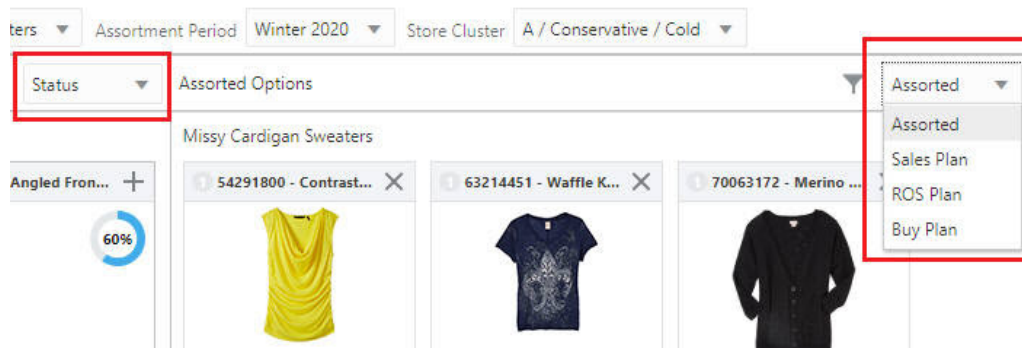 ters Assortment Period Winter 2020 Store Cluster A / Conservative / Cold
Status Assorted Options Assorted
Assorted
Sales Plan
ROS Plan
Buy Plan
Missy Cardigan Sweaters
Angled Fron... 54291800 - Contrast... 63214451 - Waffle K... 70063172 - Merino ...
60%